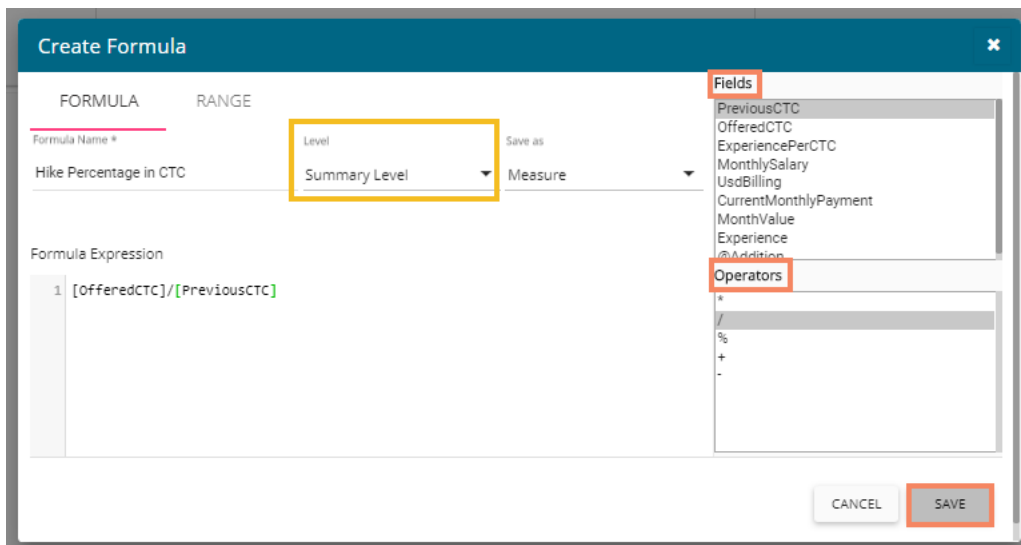 Create Formula
FORMULA RANGE
Formula Name *
Hike Percentage in CTC
Level
Summary Level
Save as
Measure
Formula Expression
1 [OfferedCTC]/[PreviousCTC]
Fields
PreviousCTC
OfferedCTC
ExperiencePerCTC
MonthlySalary
UsdBilling
CurrentMonthlyPayment
MonthValue
Experience
@Addition
Operators
*
/
%
+
-
CANCEL SAVE